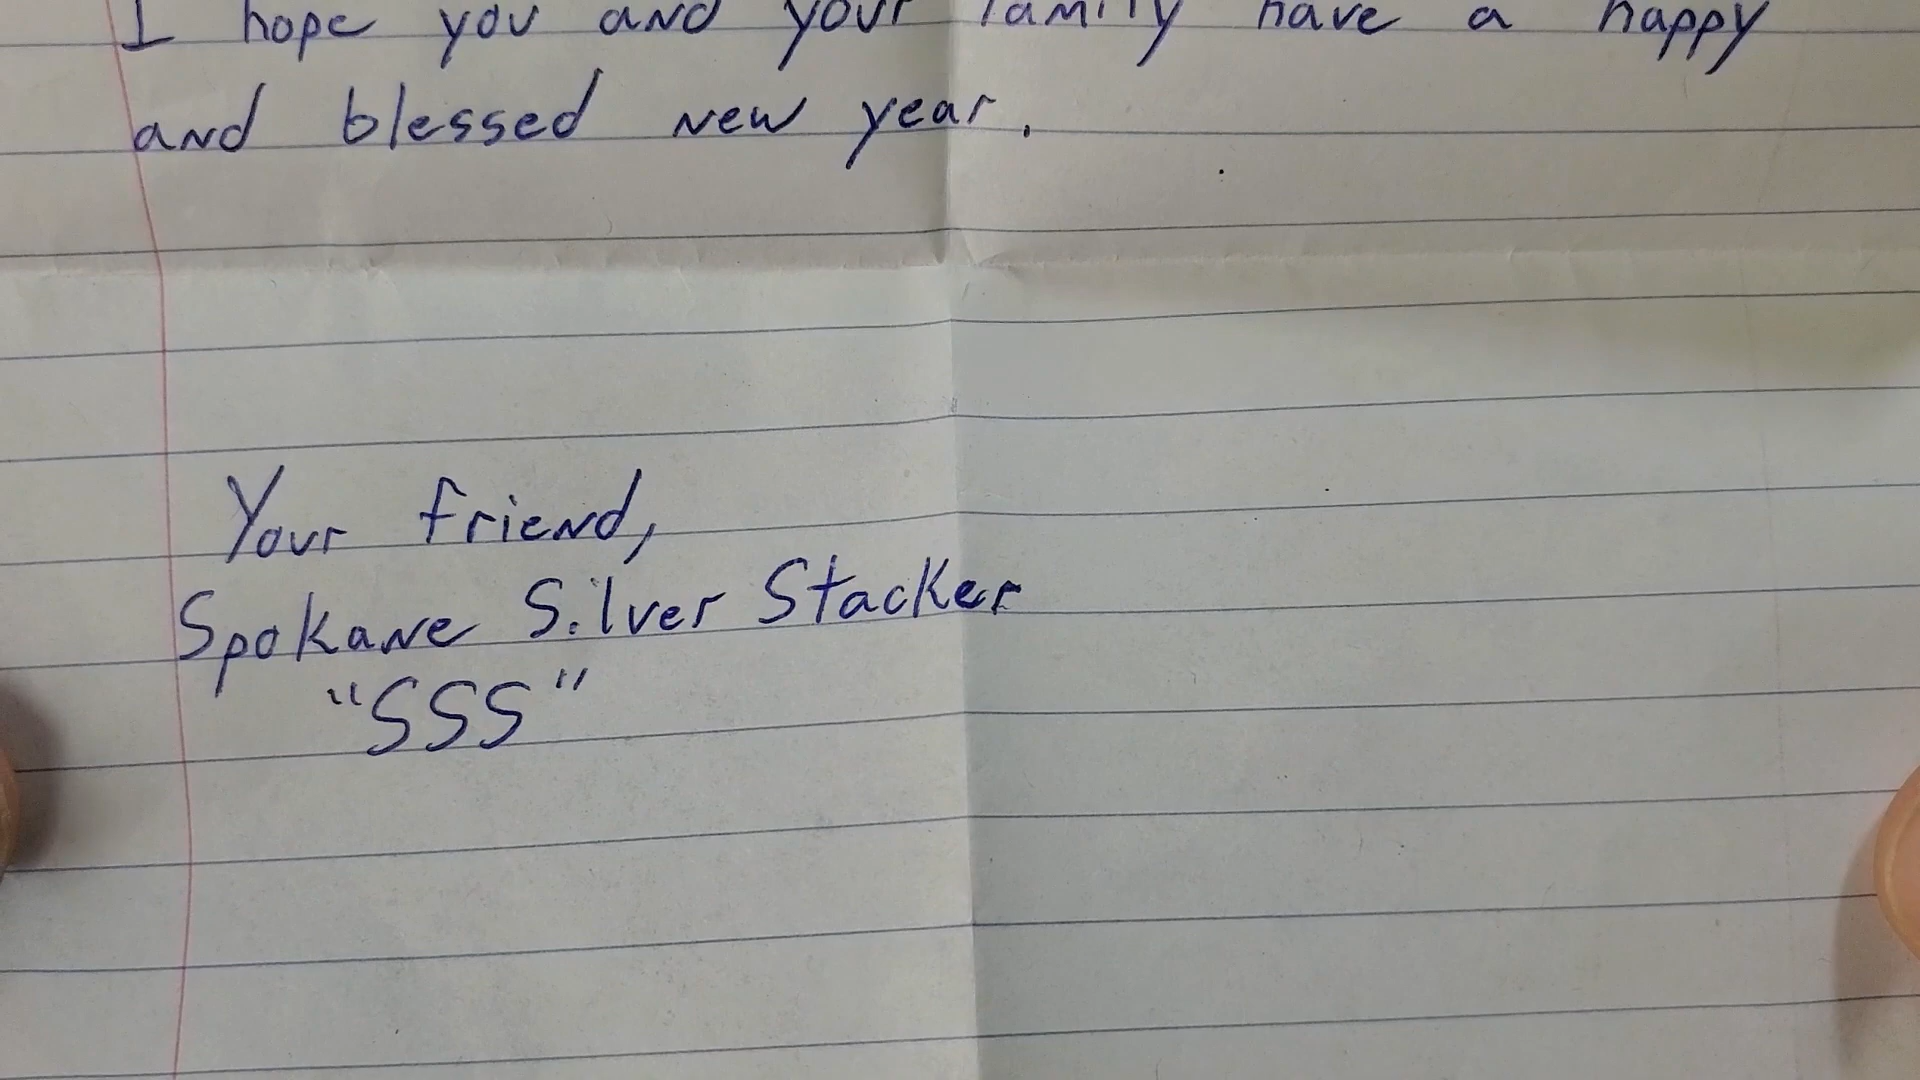 I hope you and your family have a happy
and blessed new year.
Your friend,
Spokane Silver Stacker
"SSS"